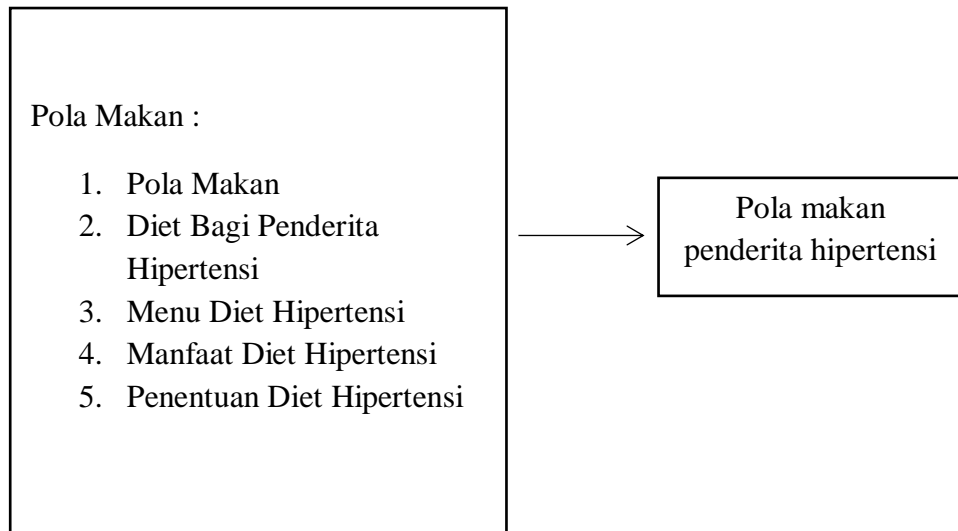 Pola Makan :
1. Pola Makan
2. Diet Bagi Penderita
Hipertensi
3. Menu Diet Hipertensi
4. Manfaat Diet Hipertensi
5. Penentuan Diet Hipertensi
Pola makan
penderita hipertensi